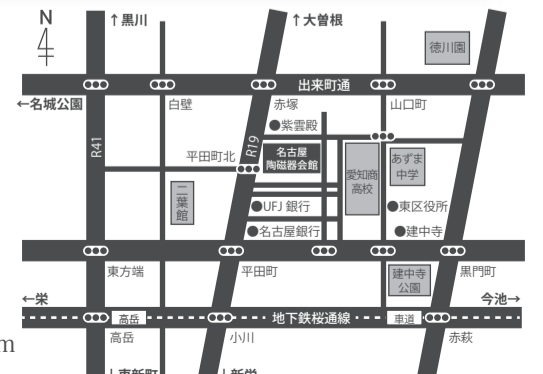 N
↑黒川
↑大曽根
徳川園
出来町通
←名城公園
白壁
赤塚
山口町
●紫雲殿
R41
R19
平田町北
名古屋
陶磁器会館
愛知商
高校
あずま
中学
二葉館
●UFJ 銀行
●東区役所
●名古屋銀行
●建中寺
東方端
平田町
建中寺
公園
黒門町
←栄
今池→
高岳
地下鉄桜通線
車道
高岳
小川
赤萩
m
↓東新町
↓新栄